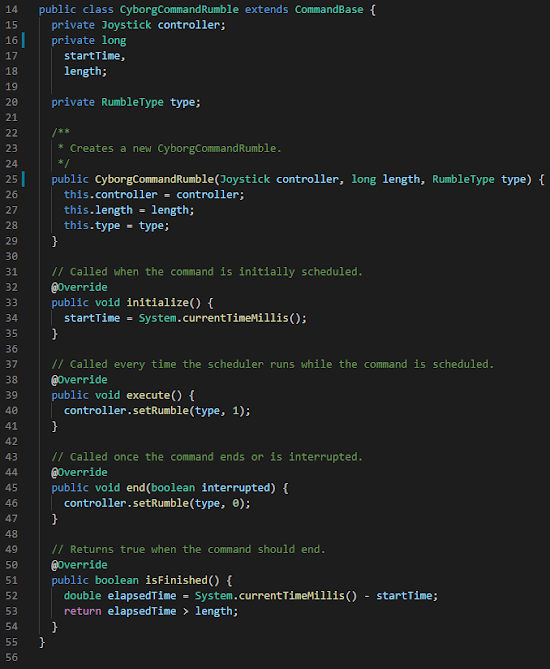 14 public class CyborgCommandRumble extends CommandBase {
15   private Joystick controller;
16   private long
17     startTime,
18     length;
19
20   private RumbleType type;
21
22   /**
23    * Creates a new CyborgCommandRumble.
24    */
25   public CyborgCommandRumble(Joystick controller, long length, RumbleType type) {
26     this.controller = controller;
27     this.length = length;
28     this.type = type;
29   }
30
31   // Called when the command is initially scheduled.
32   @Override
33   public void initialize() {
34     startTime = System.currentTimeMillis();
35   }
36
37   // Called every time the scheduler runs while the command is scheduled.
38   @Override
39   public void execute() {
40     controller.setRumble(type, 1);
41   }
42
43   // Called once the command ends or is interrupted.
44   @Override
45   public void end(boolean interrupted) {
46     controller.setRumble(type, 0);
47   }
48
49   // Returns true when the command should end.
50   @Override
51   public boolean isFinished() {
52     double elapsedTime = System.currentTimeMillis() - startTime;
53     return elapsedTime > length;
54   }
55 }
56